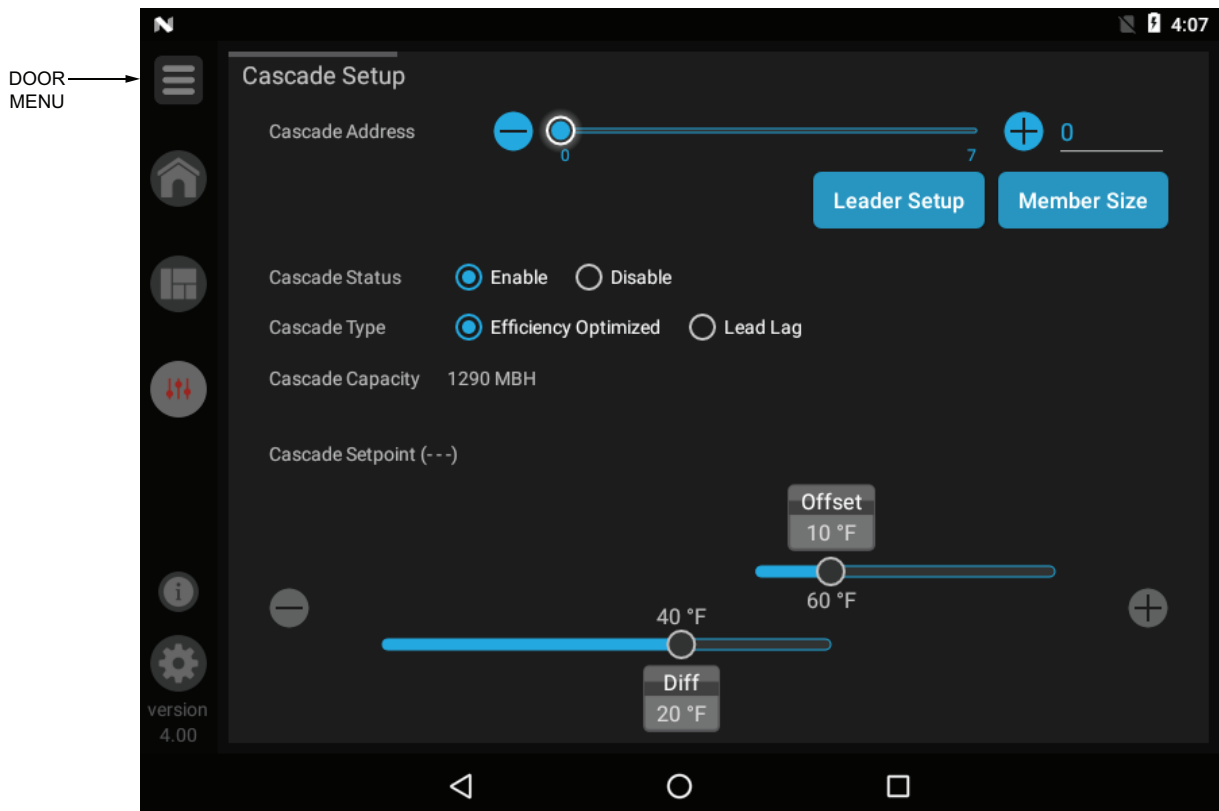 4:07
DOOR
MENU
Cascade Setup
Cascade Address
0
7
0
Leader Setup
Member Size
Cascade Status
Enable
Disable
Cascade Type
Efficiency Optimized
Lead Lag
Cascade Capacity
1290 MBH
Cascade Setpoint (---)
Offset
10 °F
60 °F
40 °F
Diff
20 °F
version
4.00